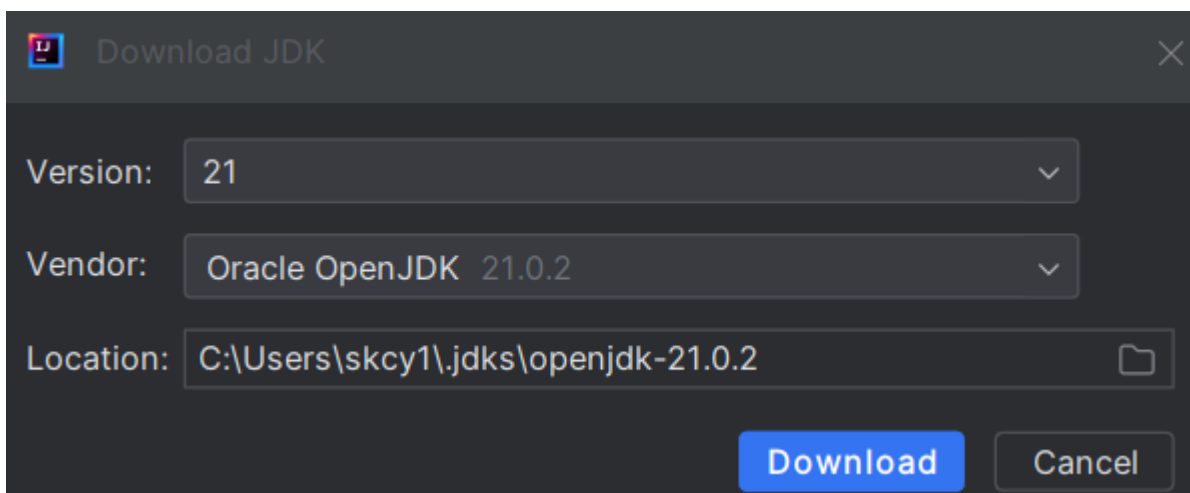 Download JDK
Version: 21
Vendor: Oracle OpenJDK 21.0.2
Location: C:\Users\skcy1\.jdks\openjdk-21.0.2
Download Cancel